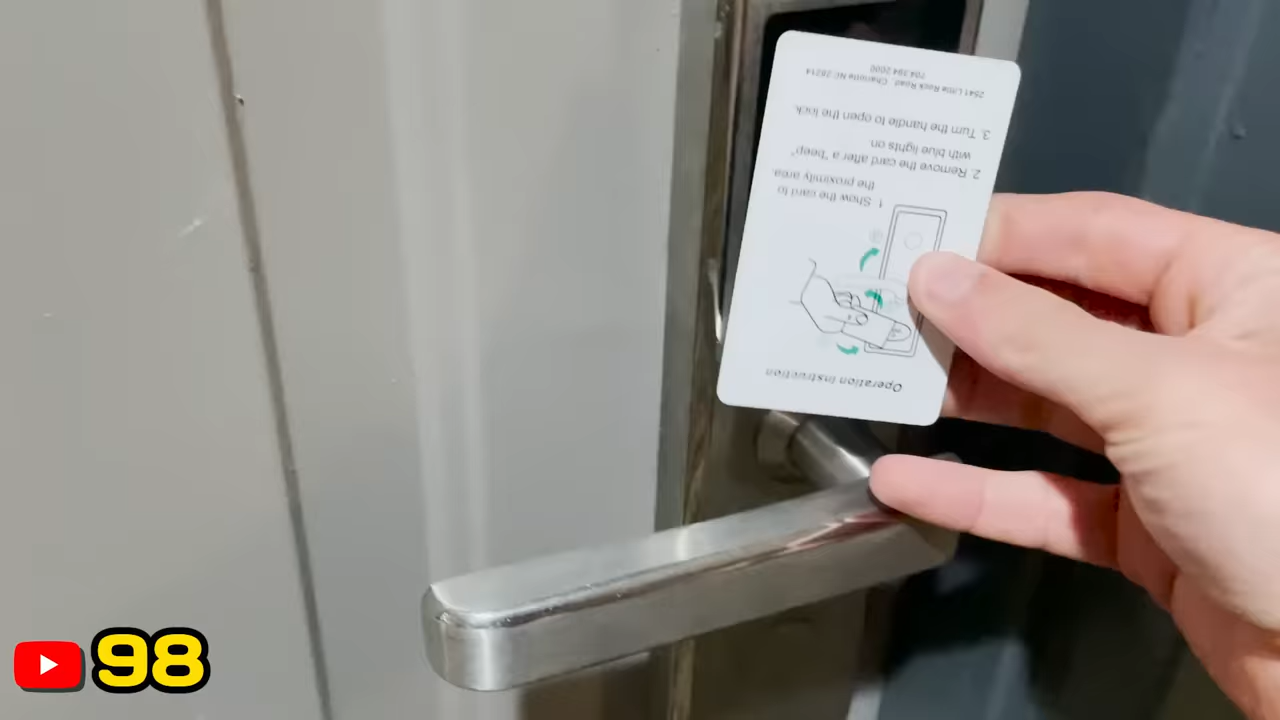 Operation Instruction
1. Show the card to
the proximity area.
2. Remove the card after a "beep"
with blue lights on.
3. Turn the handle to open the lock.
2541 Little Rock Road Charlotte NC 28214
704.394.2000
98